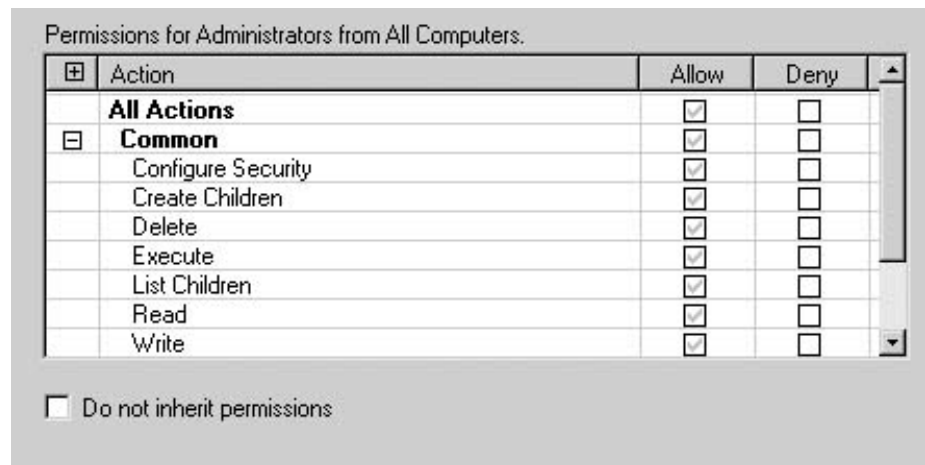 Permissions for Administrators from All Computers.
Action Allow Deny
All Actions
Common
Configure Security
Create Children
Delete
Execute
List Children
Read
Write
Do not inherit permissions